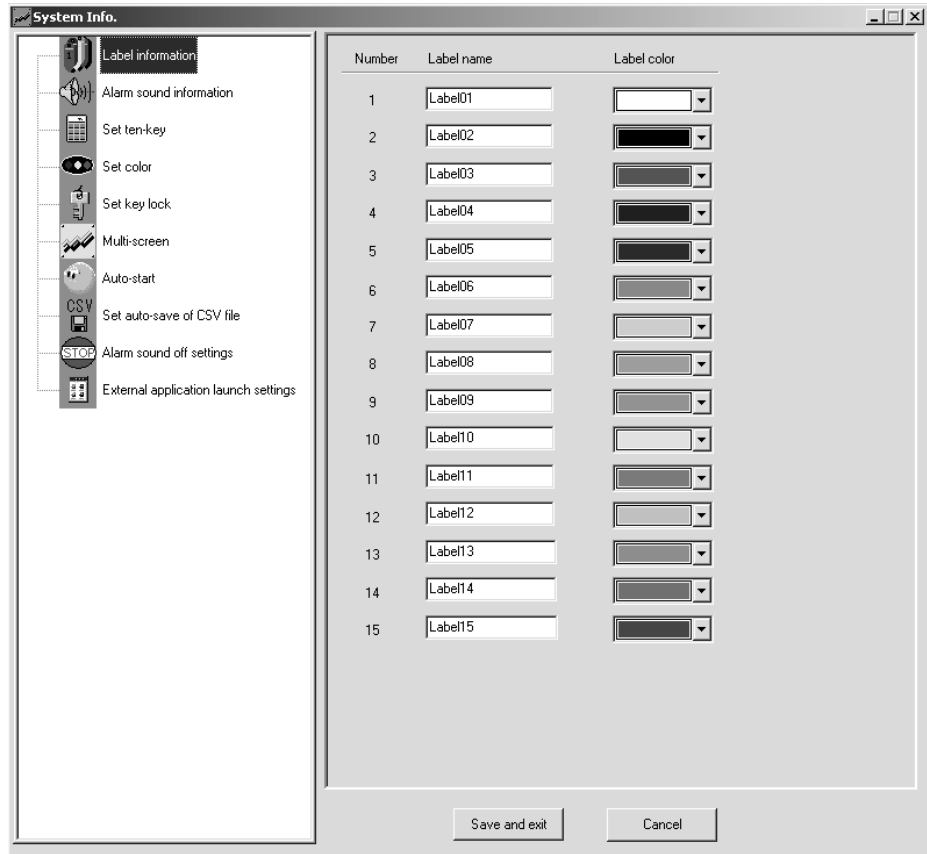 System Info.
Label information
Alarm sound information
Set ten-key
Set color
Set key lock
Multi-screen
Auto-start
CSV
Set auto-save of CSV file
STOP
Alarm sound off settings
External application launch settings
Number Label name Label color
1 Label01
2 Label02
3 Label03
4 Label04
5 Label05
6 Label06
7 Label07
8 Label08
9 Label09
10 Label10
11 Label11
12 Label12
13 Label13
14 Label14
15 Label15
Save and exit Cancel